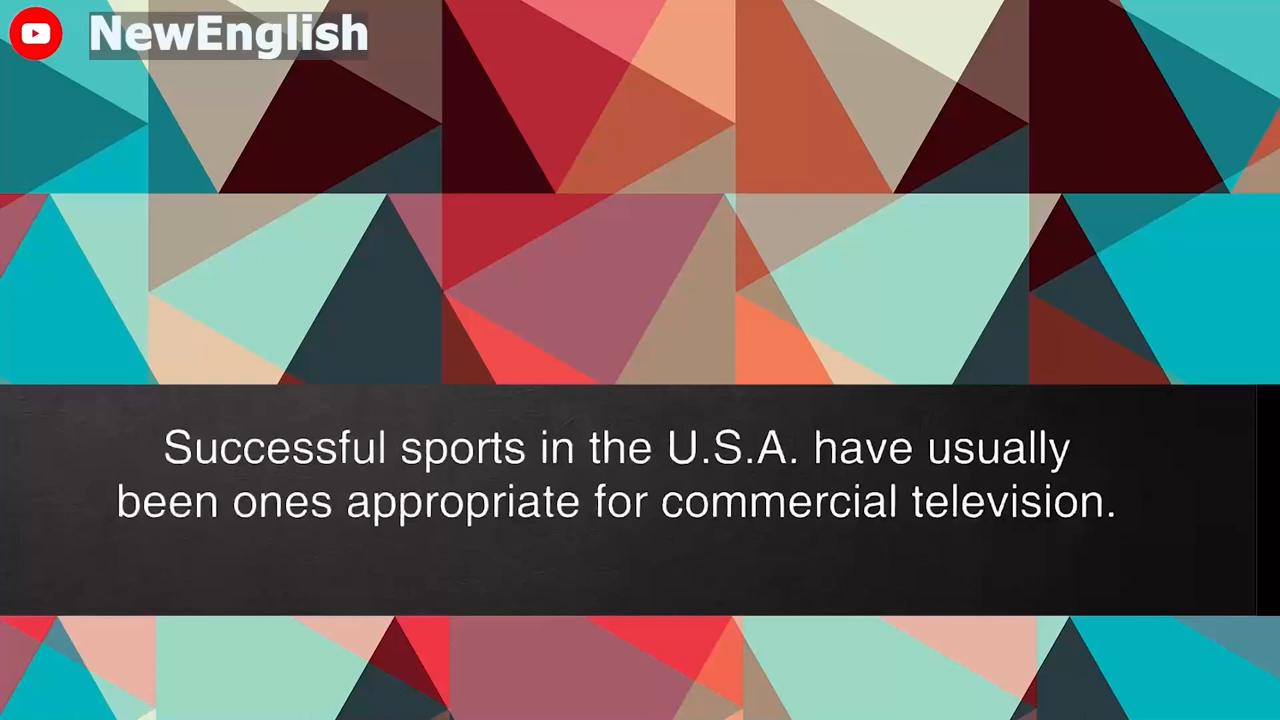 NewEnglish
Successful sports in the U.S.A. have usually
been ones appropriate for commercial television.